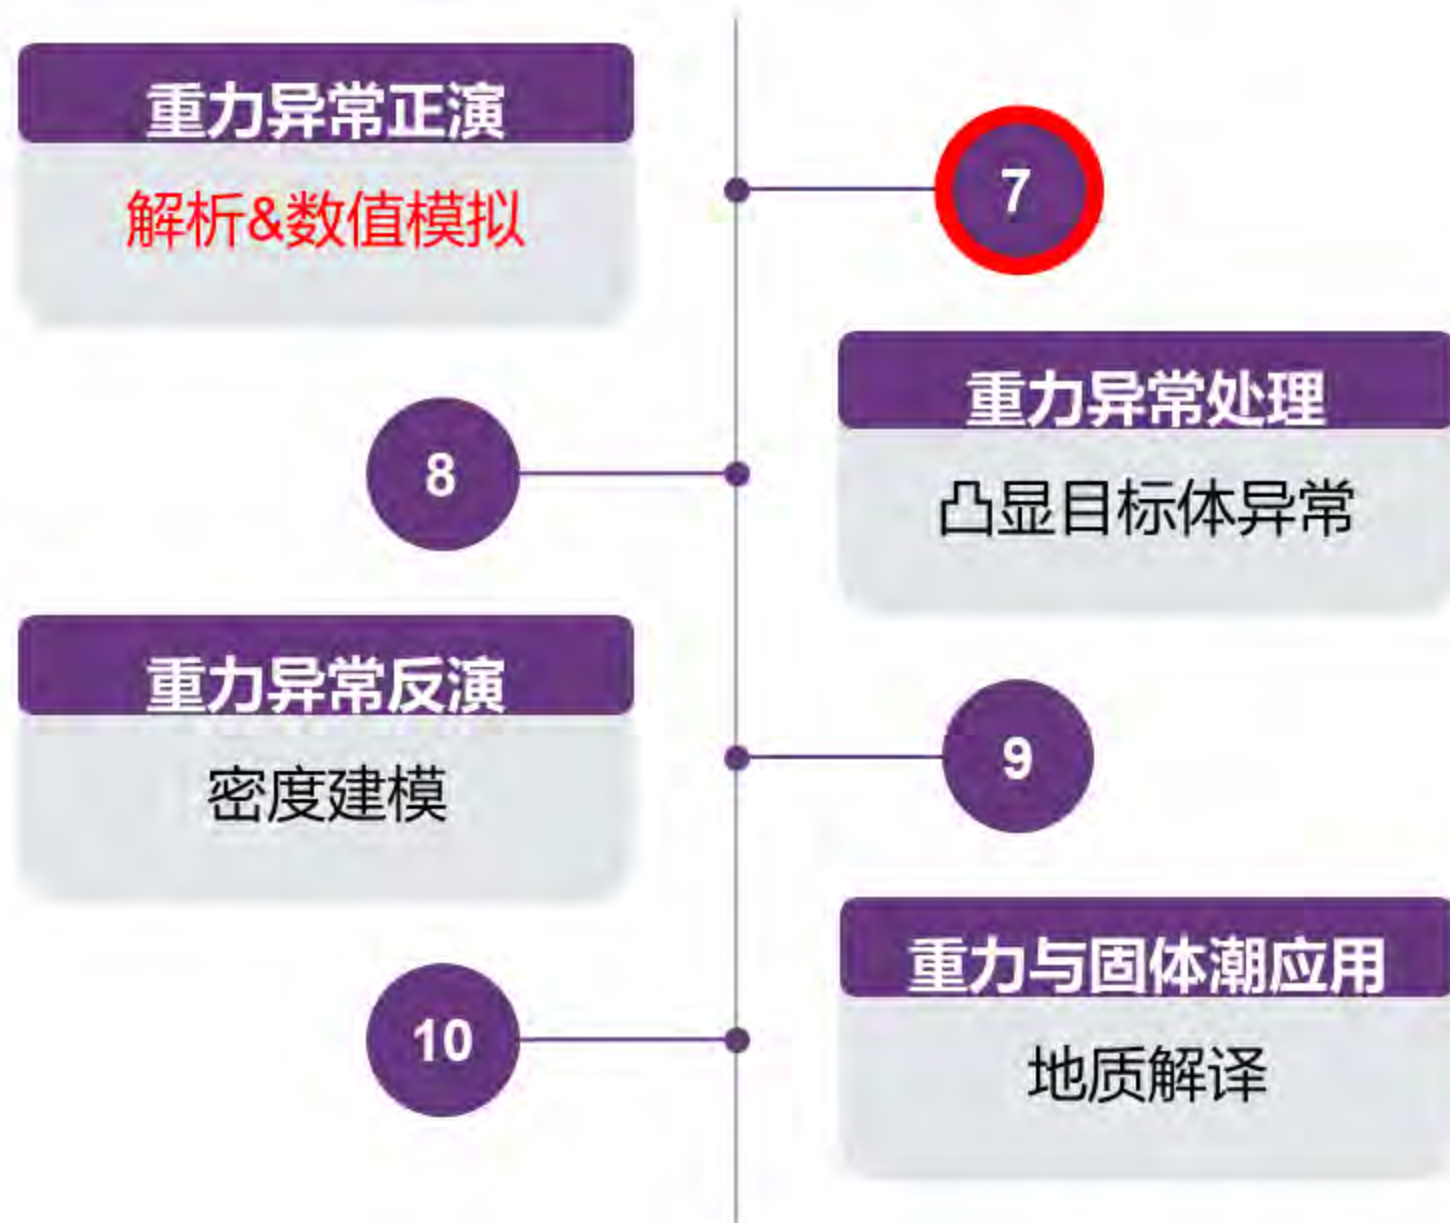 重力异常正演
解析&数值模拟
7
8
重力异常处理
凸显目标体异常
重力异常反演
密度建模
9
10
重力与固体潮应用
地质解译